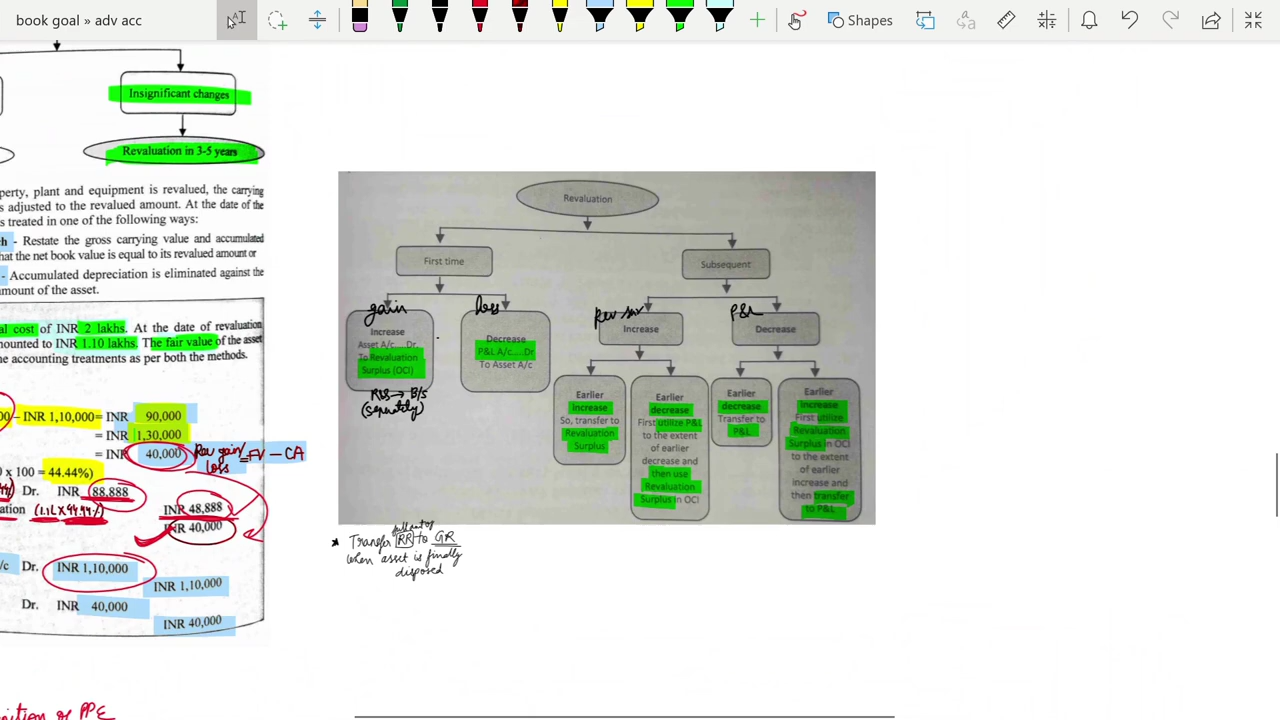 book goal » adv acc
Shapes
Insignificant changes
Revaluation in 3-5 years
perty, plant and equipment is revalued, the carrying
s adjusted to the revalued amount. At the date of the
s treated in one of the following ways:
h - Restate the gross carrying value and accumulated
hat the net book value is equal to its revalued amount or
- Accumulated depreciation is eliminated against the
mount of the asset.
al cost of INR 2 lakhs. At the date of revaluation
nounted to INR 1.10 lakhs. The fair value of the asset
e accounting treatments as per both the methods.
00 – INR 1,10,000 = INR 90,000
= INR 1,30,000
= INR 40,000
Rev gain/loss = FV – CA
0 x 100 = 44.44%)
Dr. INR 88,888
ation (1.1L X 44.44%) INR 48,888
INR 40,000
/c Dr. INR 1,10,000
INR 1,10,000
Dr. INR 40,000
INR 40,000
nition of PPE
Revaluation
First time
Subsequent
gain
loss
Rev sur
P&L
Increase
Asset A/c.... Dr.
To Revaluation
Surplus (OCI)
Decrease
P&L A/c.....Dr
To Asset A/c
RS → B/S
(separately)
Increase
Decrease
Earlier
increase
So, transfer to
Revaluation
Surplus
Earlier
decrease
First utilize P&L
to the extent
of earlier
decrease and
then use
Revaluation
Surplus in OCI
Earlier
decrease
Transfer to
P&L
Earlier
increase
First utilize
Revaluation
Surplus in OCI
to the extent
of earlier
increase and
then transfer
to P&L
* Transfer RR to GR
when asset is finally
disposed